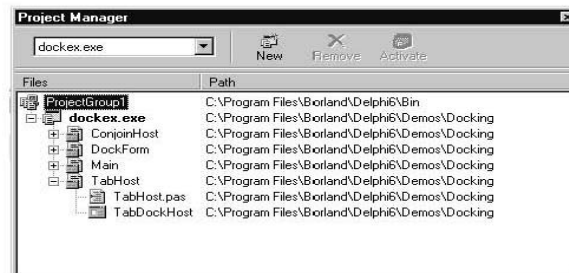 Project Manager
dockex.exe
New Remove Activate
Files Path
ProjectGroup1 C:\Program Files\Borland\Delphi6\Bin
dockex.exe C:\Program Files\Borland\Delphi6\Demos\Docking
ConjoinHost C:\Program Files\Borland\Delphi6\Demos\Docking
DockForm C:\Program Files\Borland\Delphi6\Demos\Docking
Main C:\Program Files\Borland\Delphi6\Demos\Docking
TabHost C:\Program Files\Borland\Delphi6\Demos\Docking
TabHost.pas C:\Program Files\Borland\Delphi6\Demos\Docking
TabDockHost C:\Program Files\Borland\Delphi6\Demos\Docking